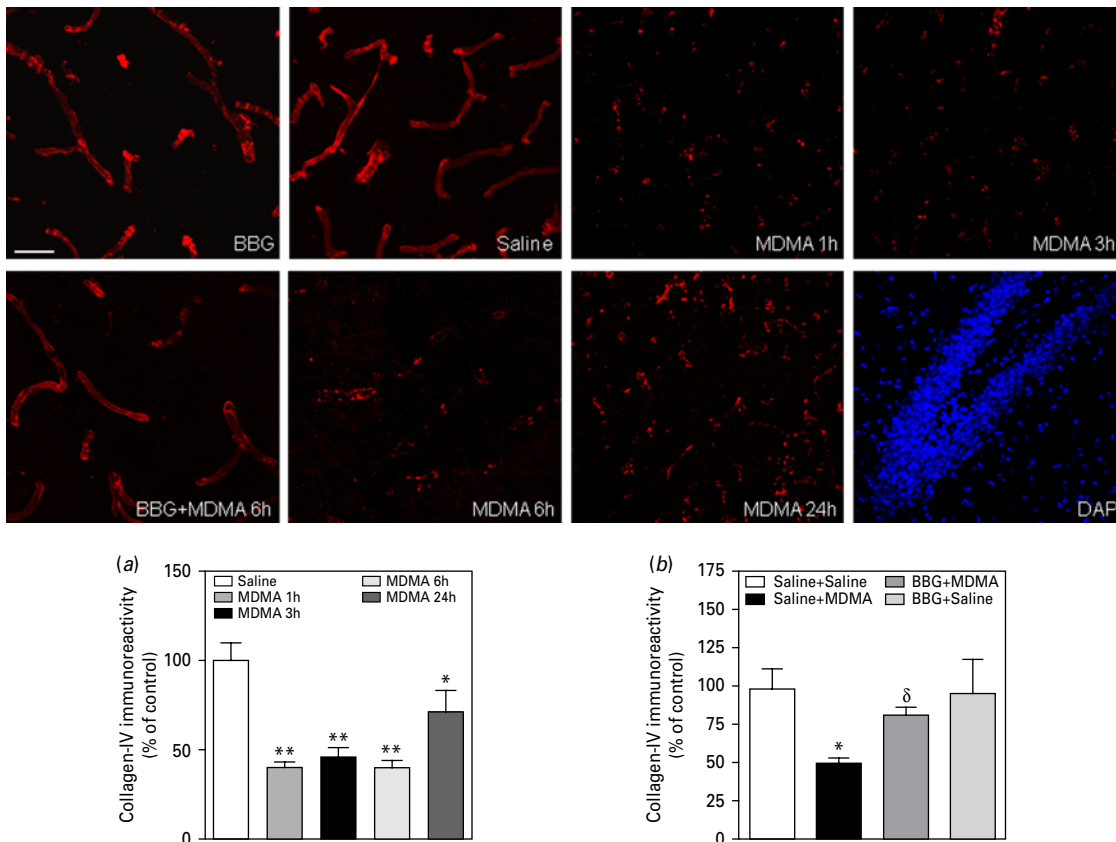 BBG
Saline
MDMA 1h
MDMA 3h
BBG+MDMA 6h
MDMA 6h
MDMA 24h
DAP
(a)
Collagen-IV immunoreactivity
(% of control)
150
100
50
0
Saline
MDMA 1h
MDMA 3h
MDMA 6h
MDMA 24h
**
**
**
*
(b)
Collagen-IV immunoreactivity
(% of control)
175
150
125
100
75
50
25
0
Saline+Saline
Saline+MDMA
BBG+MDMA
BBG+Saline
*
δ